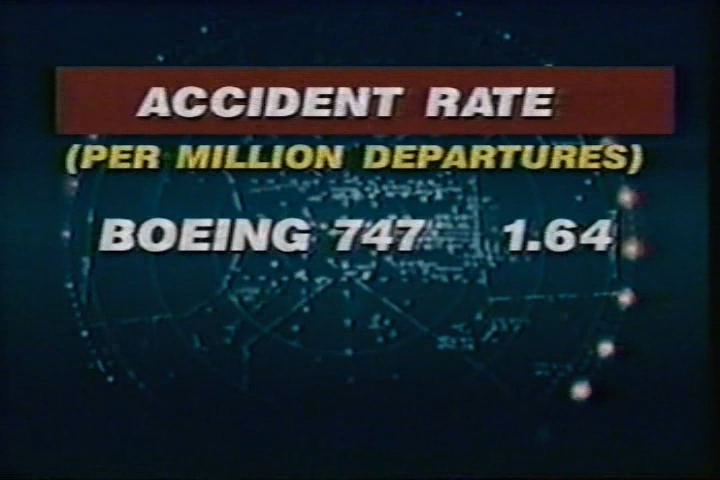 ACCIDENT RATE
(PER MILLION DEPARTURES)
BOEING 747 1.64